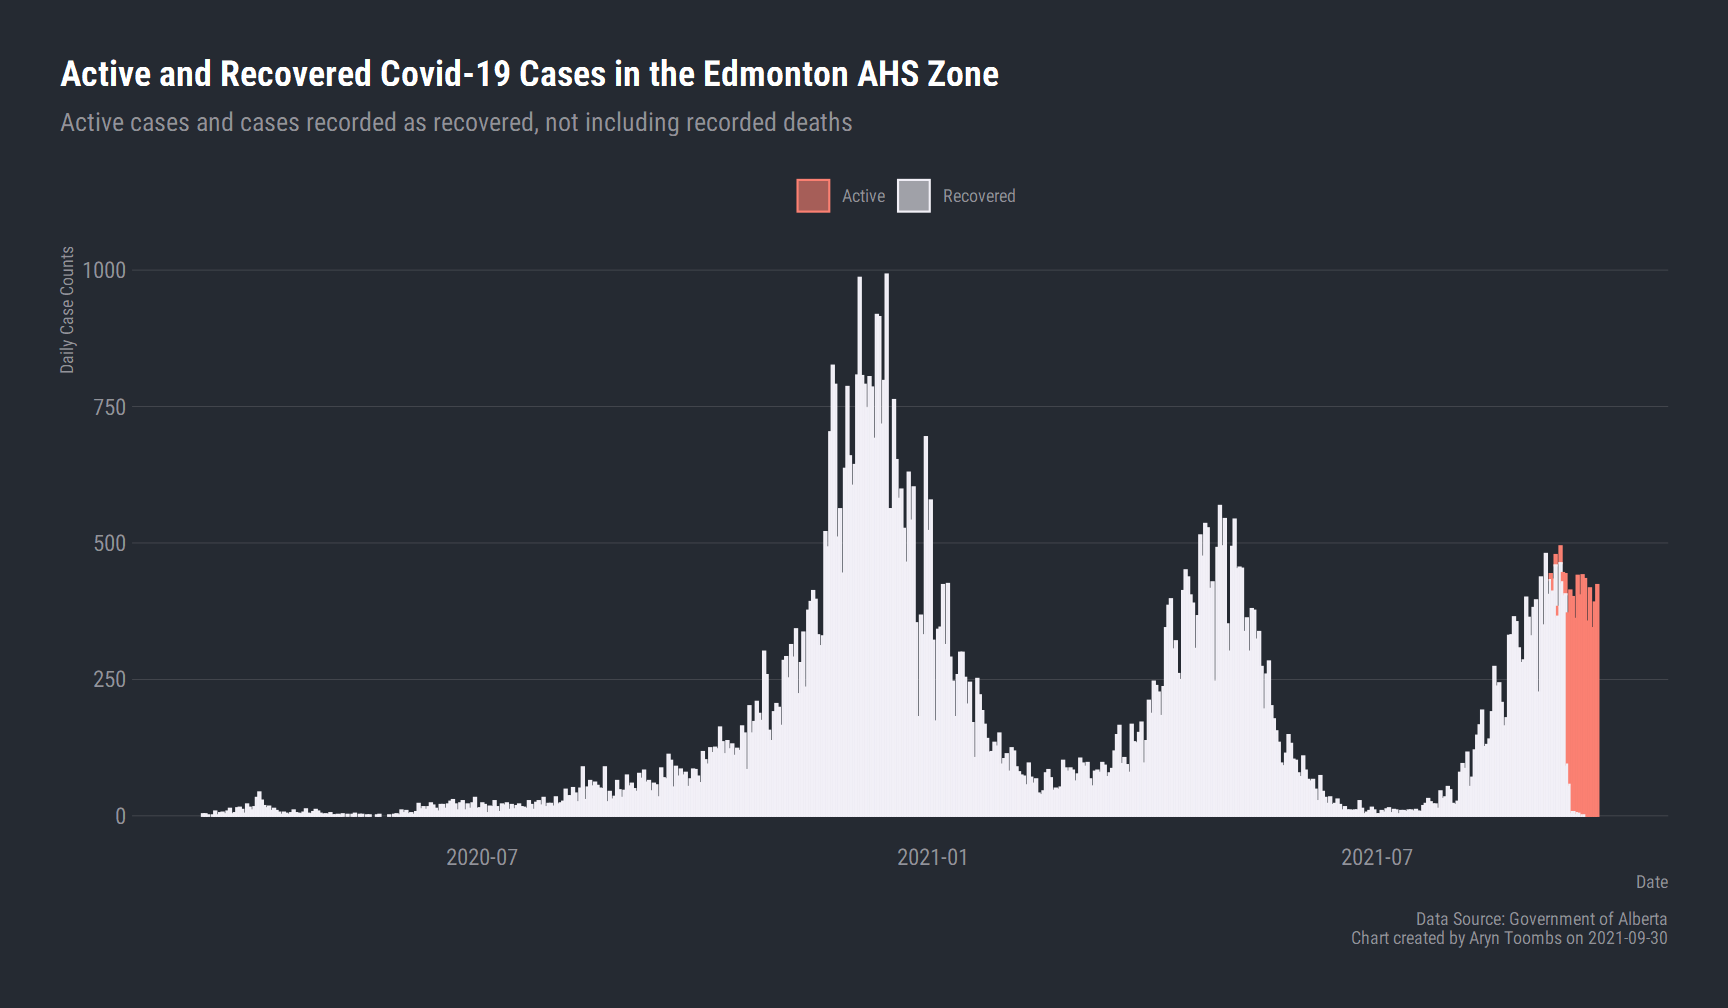 Active and Recovered Covid-19 Cases in the Edmonton AHS Zone
Active cases and cases recorded as recovered, not including recorded deaths
Active
Recovered
Daily Case Counts
1000
750
500
250
0
2020-07
2021-01
2021-07
Date
Data Source: Government of Alberta
Chart created by Aryn Toombs on 2021-09-30